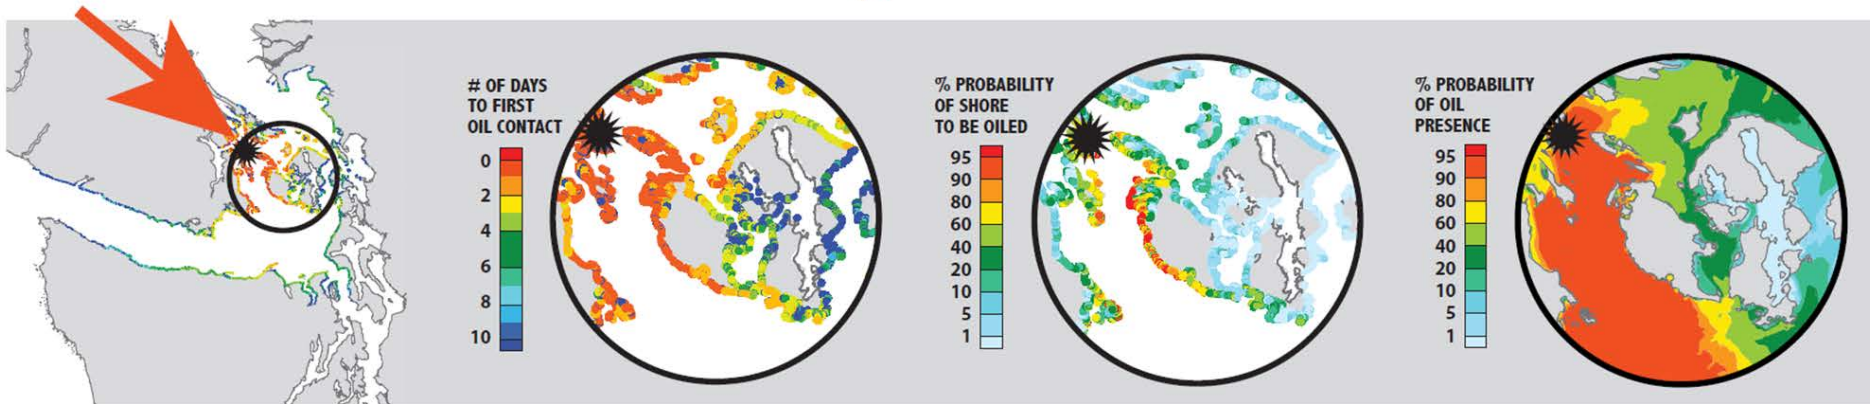 # OF DAYS
TO FIRST
OIL CONTACT
0
2
4
6
8
10
% PROBABILITY
OF SHORE
TO BE OILED
95
90
80
60
40
20
10
5
1
% PROBABILITY
OF OIL
PRESENCE
95
90
80
60
40
20
10
5
1